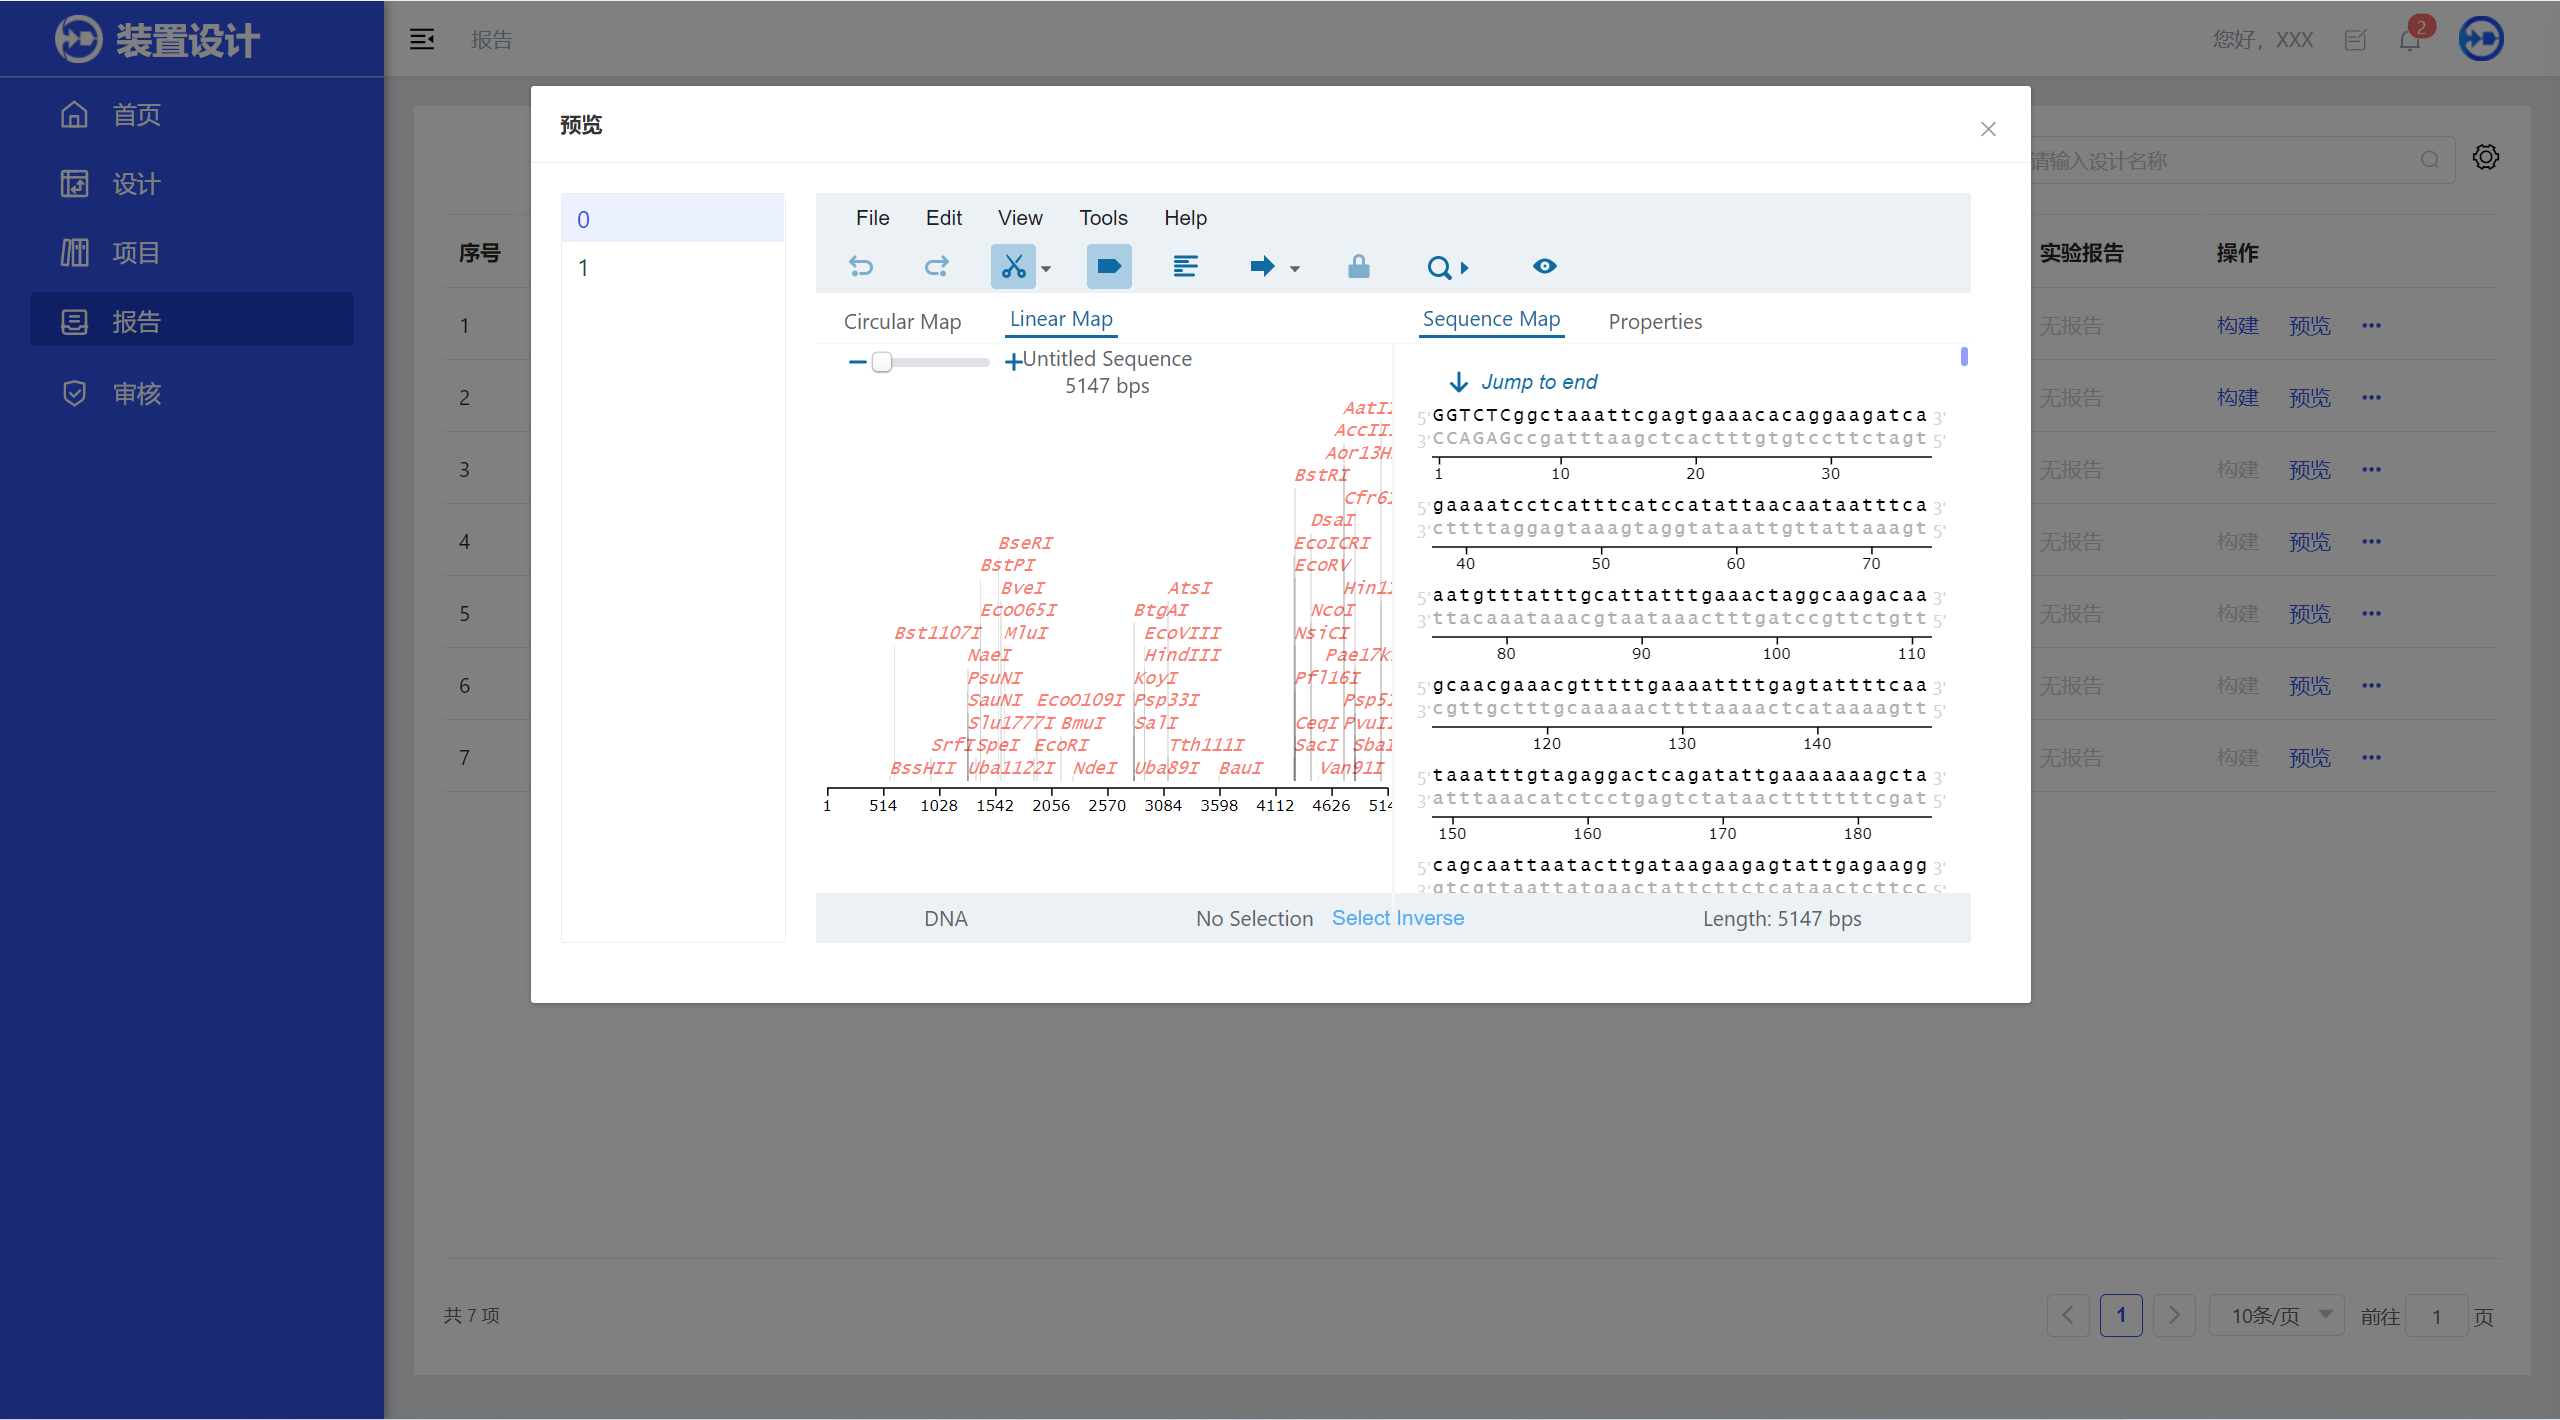 装置设计
首页
设计
项目
报告
审核
报告
您好，XXX
2
请输入设计名称
序号
实验报告
操作
1
无报告
构建
预览
2
无报告
构建
预览
3
无报告
构建
预览
4
无报告
构建
预览
5
无报告
构建
预览
6
无报告
构建
预览
7
无报告
构建
预览
共 7 项
1
10条/页
前往
1
页
预览
0
1
File Edit View Tools Help
Circular Map
Linear Map
Sequence Map
Properties
Untitled Sequence
5147 bps
AatI
AccII
Aor13H
BstRI
Cfr6
DsaI
BseRI
EcoICRI
BstPI
EcoRV
BveI
AtsI
Hin1
EcoO65I
BtgAI
NcoI
Bst1107I
MluI
EcoVIII
NsiCI
NaeI
HindIII
Pae17k
PsuNI
KoyI
Pfl16I
SauNI
EcoO109I
Psp33I
Psp5
Slu1777I
BmuI
SalI
CeqI
PvuI
SrfI
SpeI
EcoRI
Tth111I
SacI
Sba
BssHII
Uba1122I
NdeI
Uba89I
BauI
Van91I
1 514 1028 1542 2056 2570 3084 3598 4112 4626 514
Jump to end
5' GGTCTCggctaaattcgagtgaaacacaggaagatca 3'
3' CCAGAGccgatttaagctcactttgtgtccttctagt 5'
1 10 20 30
5' gaaaatcctcatttcatccatattaacaataatttca 3'
3' cttttaggagtaaagtaggtataattgttattaaagt 5'
40 50 60 70
5' aatgtttatttgcattatttgaaactaggcaagacaa 3'
3' ttacaaataaacgtaataaactttgatccgttctgtt 5'
80 90 100 110
5' gcaacgaaacgtttttgaaaattttgagtattttcaa 3'
3' cgttgctttgcaaaaacttttaaaactcataaaagtt 5'
120 130 140
5' taaatttgtagaggactcagatattgaaaaaaagcta 3'
3' atttaaacatctcctgagtctataactttttttcgat 5'
150 160 170 180
5' cagcaattaatacttgataagaagagtattgagaagg 3'
3' gtcgttaattatgaactattcttctcataactcttcc 5'
DNA
No Selection
Select Inverse
Length: 5147 bps